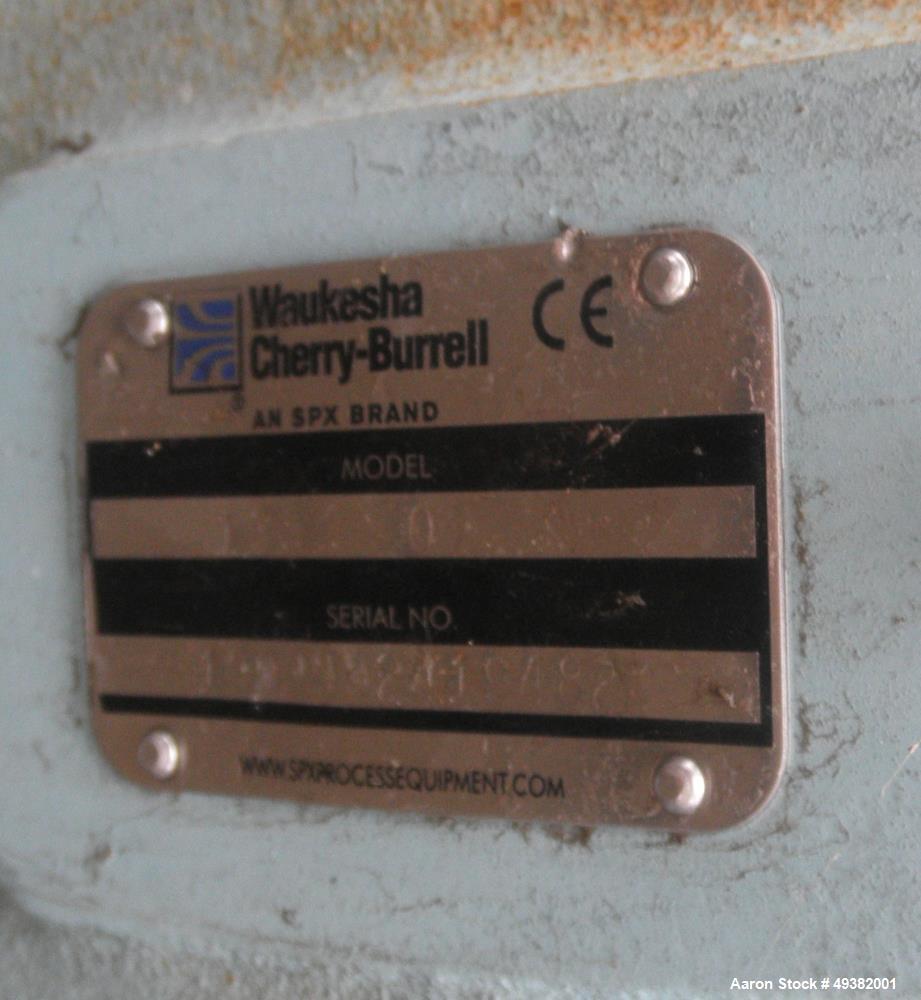 Waukesha
Cherry-Burrell
®
AN SPX BRAND
CE
MODEL
SERIAL NO.
WWW.SPXPROCESSEQUIPMENT.COM
Aaron Stock # 49382001